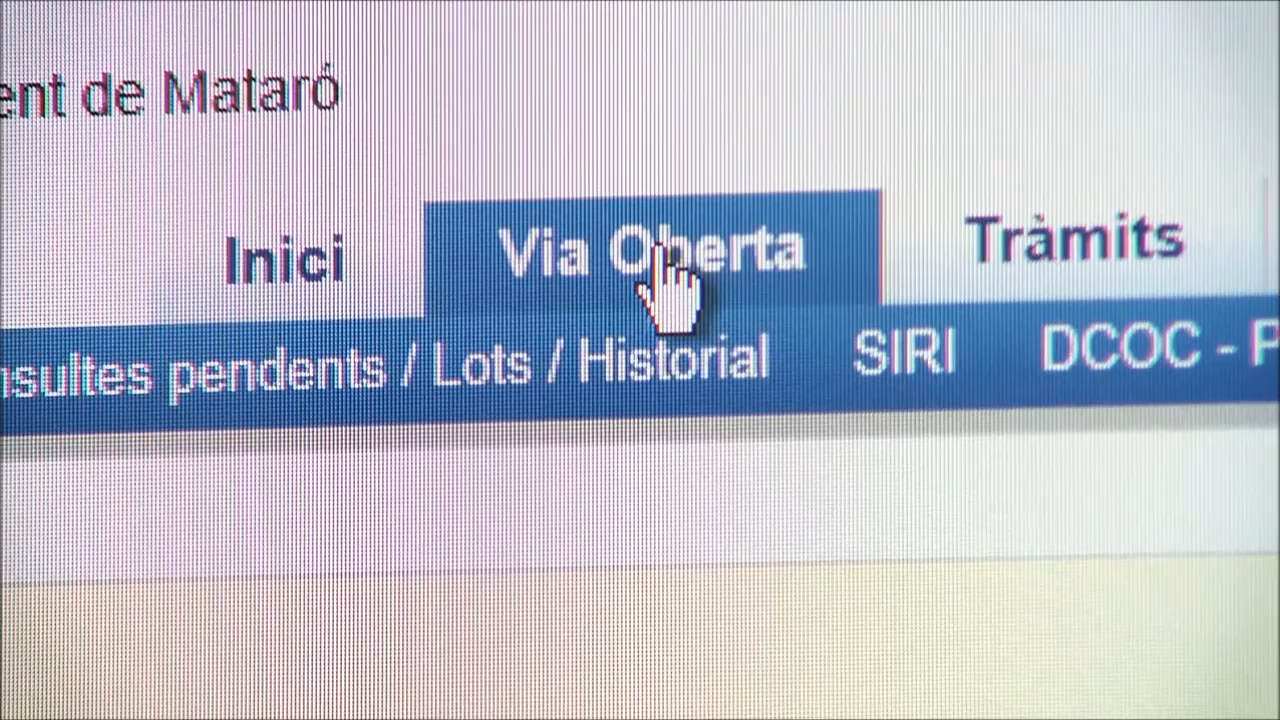 ent de Mataró
Inici Via Oberta Tràmits
nsultes pendents / Lots / Historial SIRI DCOC - P